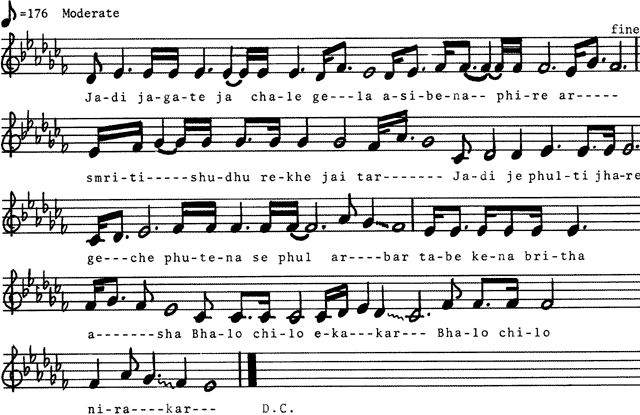 ♪=176 Moderate
fine
Ja-di ja-ga-te ja cha-le ge---la a-si-be-na-- phi-re ar-----
smri-ti-----shu-dhu re-khe jai tar------- Ja-di je phul-ti jha-re
ge---che phu-te-na se phul ar----bar ta-be ke-na bri-tha
a-------sha Bha-lo chi-lo e-ka-kar--- Bha-lo chi-lo
ni-ra----kar--- D.C.